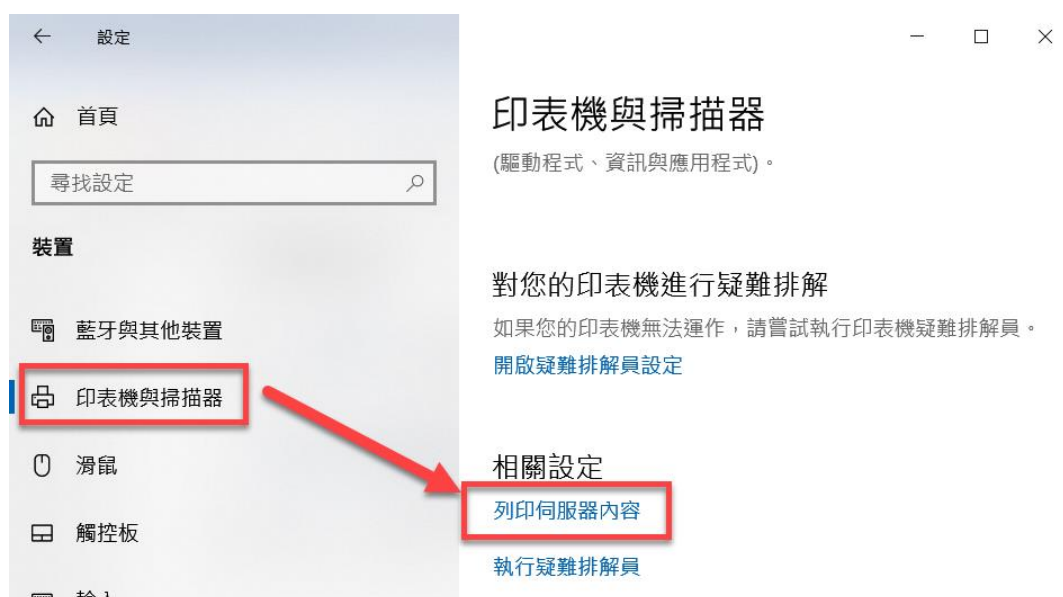 設定
首頁
尋找設定
裝置
藍牙與其他裝置
印表機與掃描器
滑鼠
觸控板
印表機與掃描器
(驅動程式、資訊與應用程式)。
對您的印表機進行疑難排解
如果您的印表機無法運作，請嘗試執行印表機疑難排解員。
開啟疑難排解員設定
相關設定
列印伺服器內容
執行疑難排解員